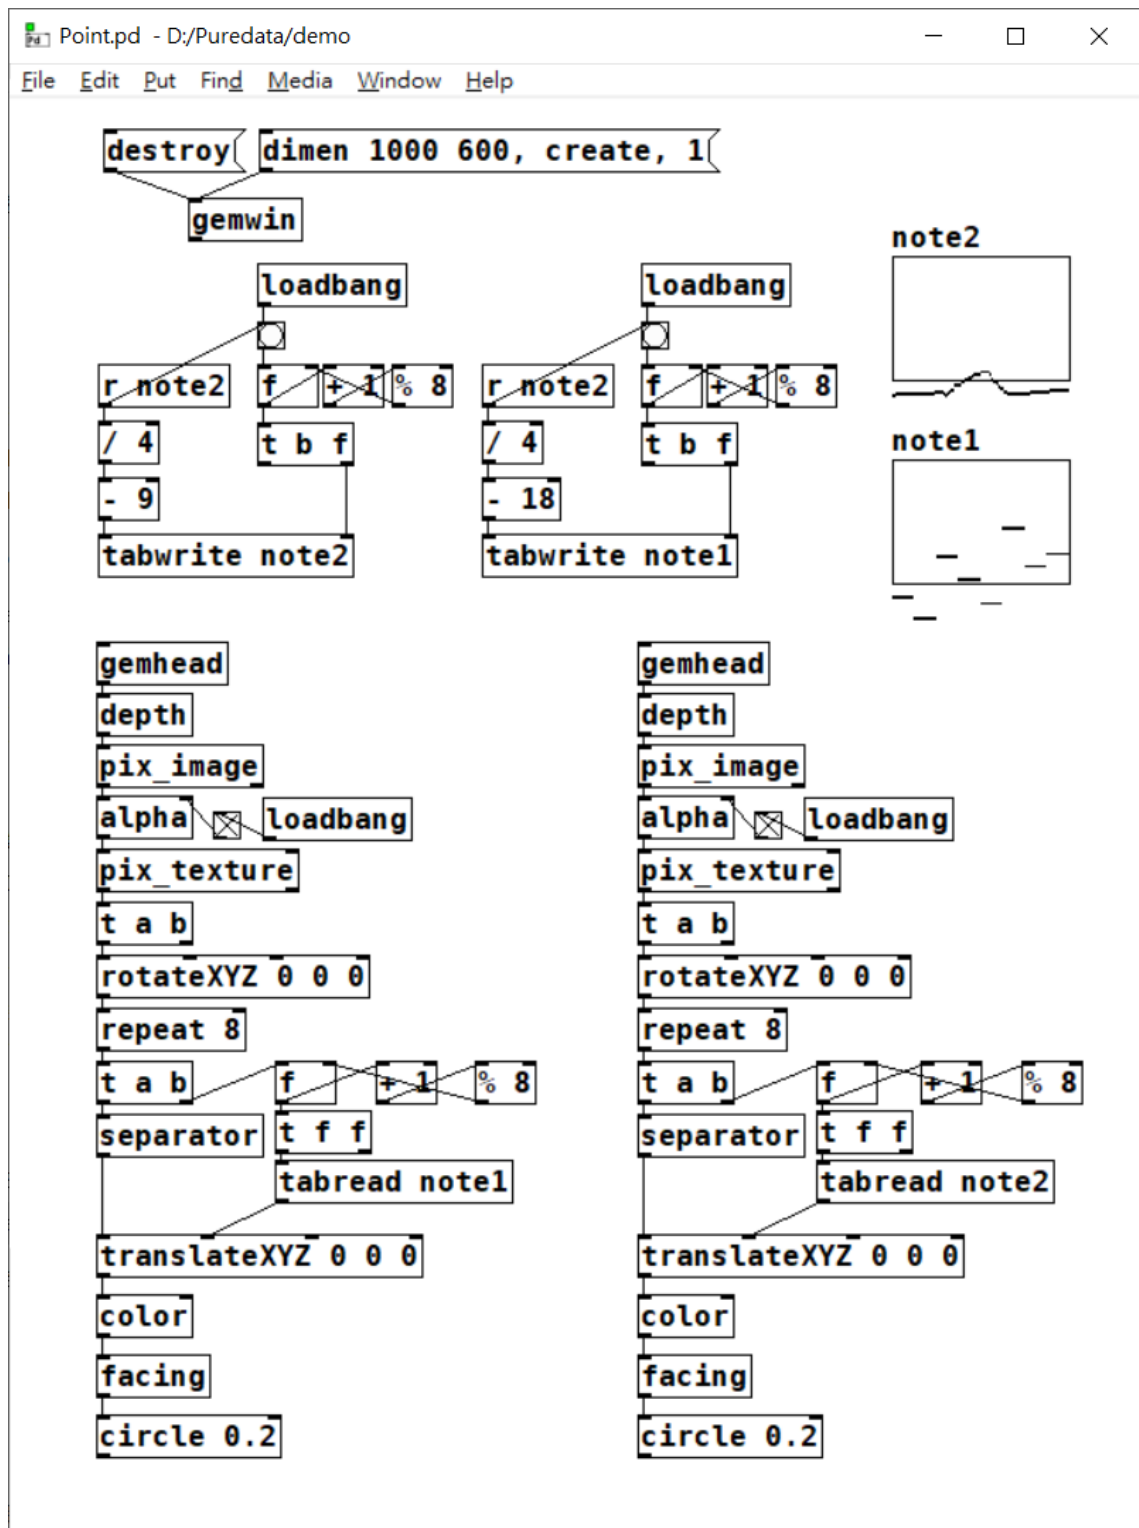 Point.pd - D:/Puredata/demo
File Edit Put Find Media Window Help
destroy
dimen 1000 600, create, 1
gemwin
note2
loadbang
loadbang
r note2
f
+ 1
% 8
r note2
f
+ 1
% 8
/ 4
t b f
/ 4
t b f
note1
- 9
- 18
tabwrite note2
tabwrite note1
gemhead
gemhead
depth
depth
pix_image
pix_image
alpha
loadbang
alpha
loadbang
pix_texture
pix_texture
t a b
t a b
rotateXYZ 0 0 0
rotateXYZ 0 0 0
repeat 8
repeat 8
t a b
f
+ 1
% 8
t a b
f
+ 1
% 8
separator
t f f
separator
t f f
tabread note1
tabread note2
translateXYZ 0 0 0
translateXYZ 0 0 0
color
color
facing
facing
circle 0.2
circle 0.2